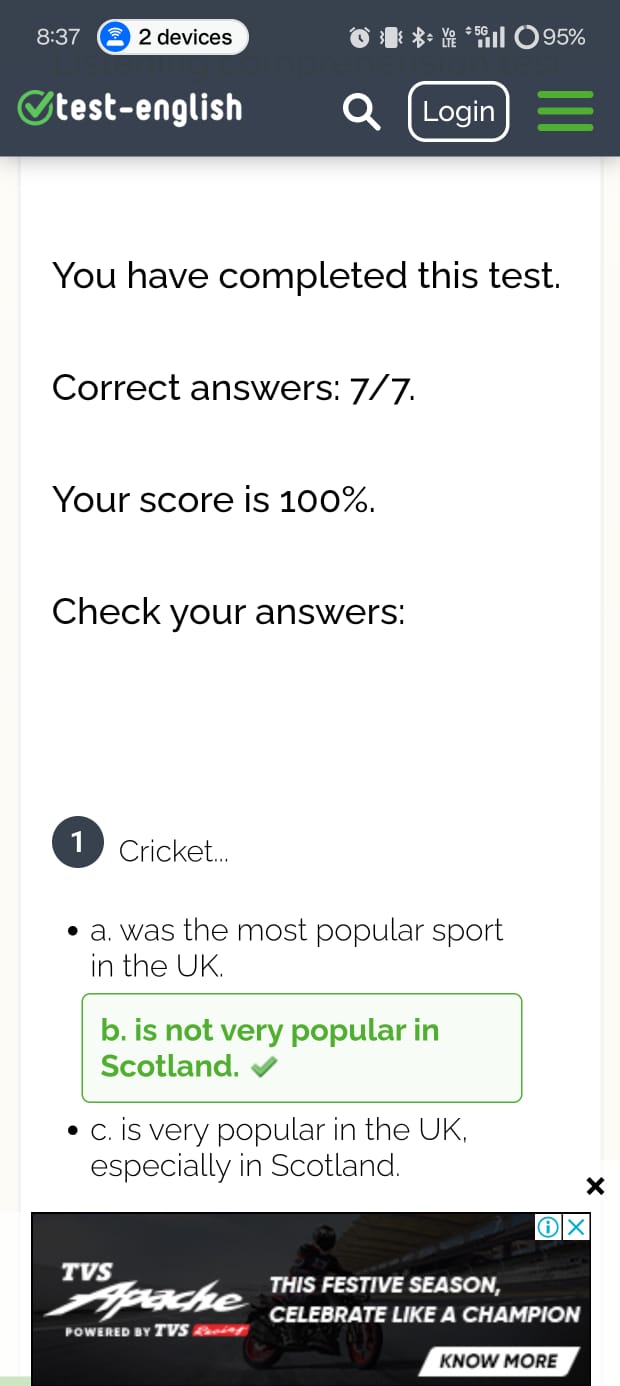 8:37 2 devices Vo LTE 5G 95%
test-english Login
You have completed this test.
Correct answers: 7/7.
Your score is 100%.
Check your answers:
1 Cricket...
a. was the most popular sport
in the UK.
b. is not very popular in
Scotland.
c. is very popular in the UK,
especially in Scotland.
TVS
Apache
POWERED BY TVS Racing
THIS FESTIVE SEASON,
CELEBRATE LIKE A CHAMPION
KNOW MORE